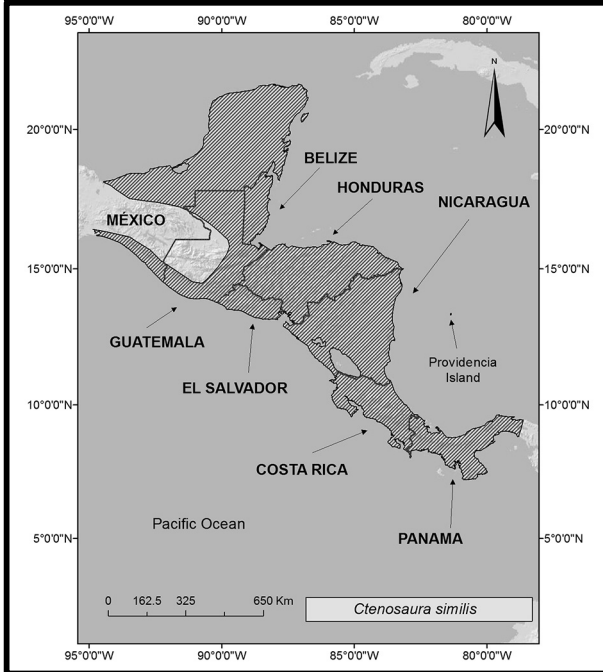 95°0'0"W 90°0'0"W 85°0'0"W 80°0'0"W
N
20°0'0"N 20°0'0"N
BELIZE
HONDURAS
NICARAGUA
MÉXICO
15°0'0"N 15°0'0"N
GUATEMALA
Providencia
Island
EL SALVADOR
10°0'0"N 10°0'0"N
COSTA RICA
Pacific Ocean
PANAMA
5°0'0"N 5°0'0"N
0 162.5 325 650 Km
Ctenosaura similis
95°0'0"W 90°0'0"W 85°0'0"W 80°0'0"W